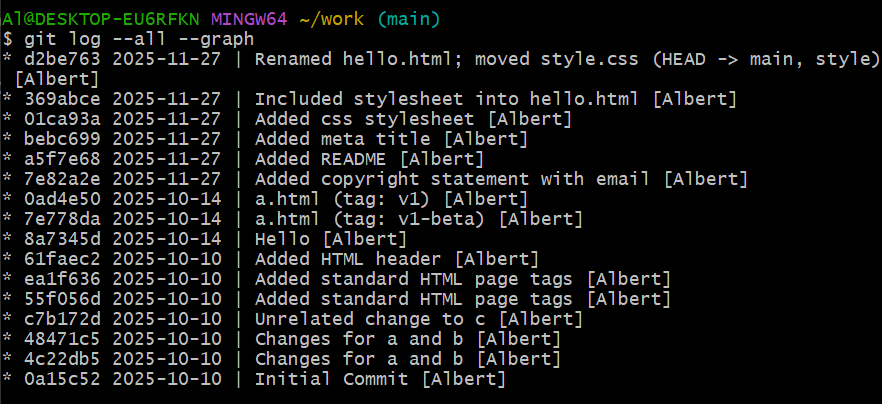 Al@DESKTOP-EU6RFKN MINGW64 ~/work (main)
$ git log --all --graph
* d2be763 2025-11-27 | Renamed hello.html; moved style.css (HEAD -> main, style)
[Albert]
* 369abce 2025-11-27 | Included stylesheet into hello.html [Albert]
* 01ca93a 2025-11-27 | Added css stylesheet [Albert]
* bebc699 2025-11-27 | Added meta title [Albert]
* a5f7e68 2025-11-27 | Added README [Albert]
* 7e82a2e 2025-11-27 | Added copyright statement with email [Albert]
* 0ad4e50 2025-10-14 | a.html (tag: v1) [Albert]
* 7e778da 2025-10-14 | a.html (tag: v1-beta) [Albert]
* 8a7345d 2025-10-14 | Hello [Albert]
* 61faec2 2025-10-10 | Added HTML header [Albert]
* ea1f636 2025-10-10 | Added standard HTML page tags [Albert]
* 55f056d 2025-10-10 | Added standard HTML page tags [Albert]
* c7b172d 2025-10-10 | Unrelated change to c [Albert]
* 48471c5 2025-10-10 | Changes for a and b [Albert]
* 4c22db5 2025-10-10 | Changes for a and b [Albert]
* 0a15c52 2025-10-10 | Initial Commit [Albert]